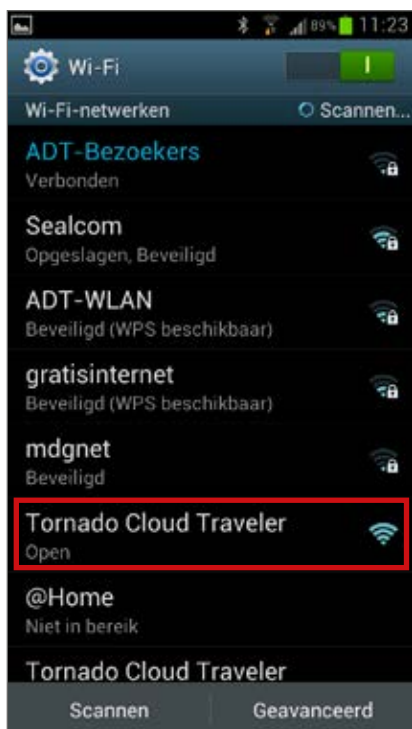 89% 11:23
Wi-Fi
Wi-Fi-netwerken Scannen...
ADT-Bezoekers
Verbonden
Sealcom
Opgeslagen, Beveiligd
ADT-WLAN
Beveiligd (WPS beschikbaar)
gratisinternet
Beveiligd (WPS beschikbaar)
mdgnet
Beveiligd
Tornado Cloud Traveler
Open
@Home
Niet in bereik
Tornado Cloud Traveler
Scannen Geavanceerd